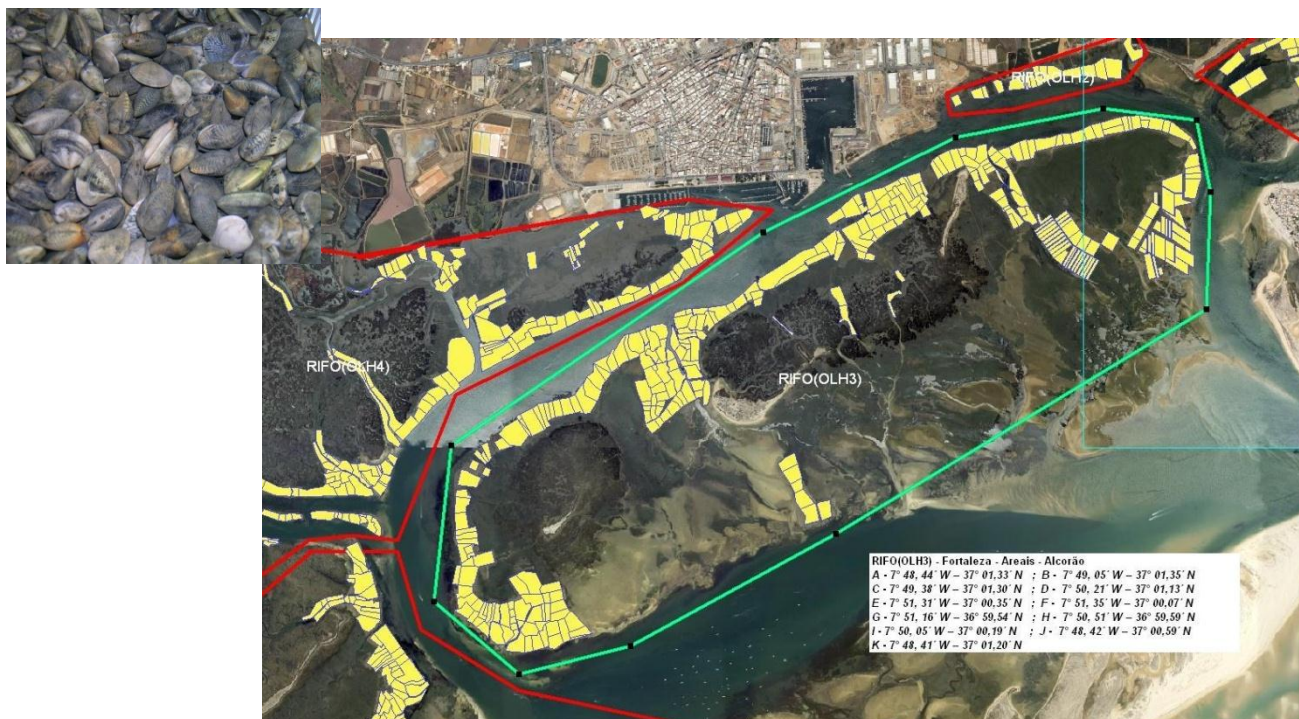 RIFO(OLH2)
RIFO(OLH4)
RIFO(OLH3)
RIFO(OLH3) - Fortaleza - Areais - Alcorão
A - 7° 48, 44´ W – 37° 01,33´ N ; B - 7° 49, 05´ W – 37° 01,35´ N
C - 7° 49, 38´ W – 37° 01,30´ N ; D - 7° 50, 21´ W – 37° 01,13´ N
E - 7° 51, 31´ W – 37° 00,35´ N ; F - 7° 51, 35´ W – 37° 00,07´ N
G - 7° 51, 16´ W – 36° 59,54´ N ; H - 7° 50, 51´ W – 36° 59,59´ N
I - 7° 50, 05´ W – 37° 00,19´ N ; J - 7° 48, 42´ W – 37° 00,59´ N
K - 7° 48, 41´ W – 37° 01,20´ N